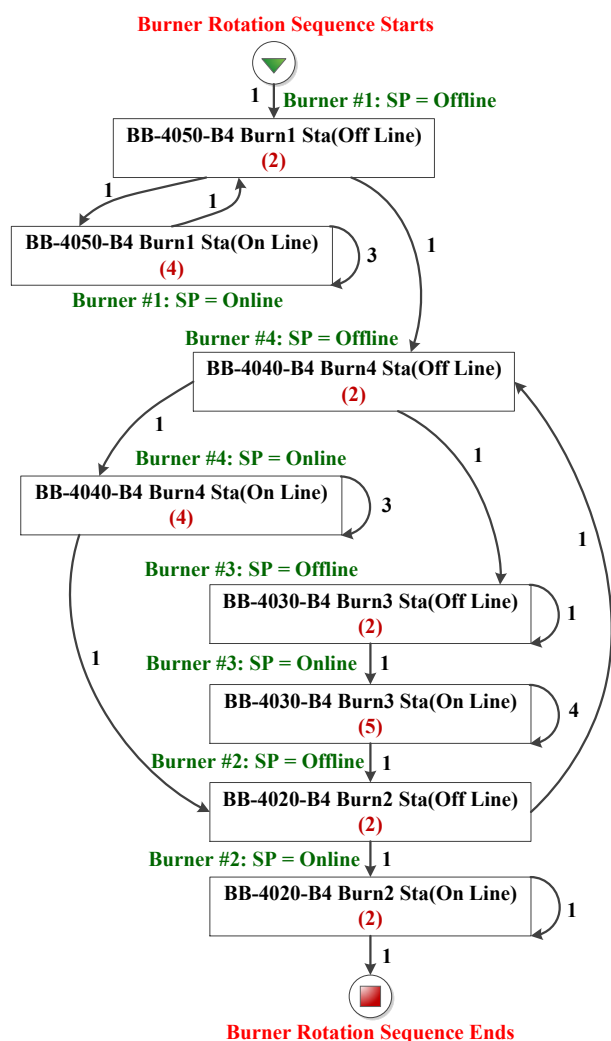 Burner Rotation Sequence Starts
1
Burner #1: SP = Offline
BB-4050-B4 Burn1 Sta(Off Line)
(2)
1
1
1
BB-4050-B4 Burn1 Sta(On Line)
(4)
3
Burner #1: SP = Online
Burner #4: SP = Offline
BB-4040-B4 Burn4 Sta(Off Line)
(2)
1
1
1
Burner #4: SP = Online
BB-4040-B4 Burn4 Sta(On Line)
(4)
3
Burner #3: SP = Offline
BB-4030-B4 Burn3 Sta(Off Line)
(2)
1
1
Burner #3: SP = Online
1
BB-4030-B4 Burn3 Sta(On Line)
(5)
4
Burner #2: SP = Offline
1
BB-4020-B4 Burn2 Sta(Off Line)
(2)
Burner #2: SP = Online
1
BB-4020-B4 Burn2 Sta(On Line)
(2)
1
1
Burner Rotation Sequence Ends